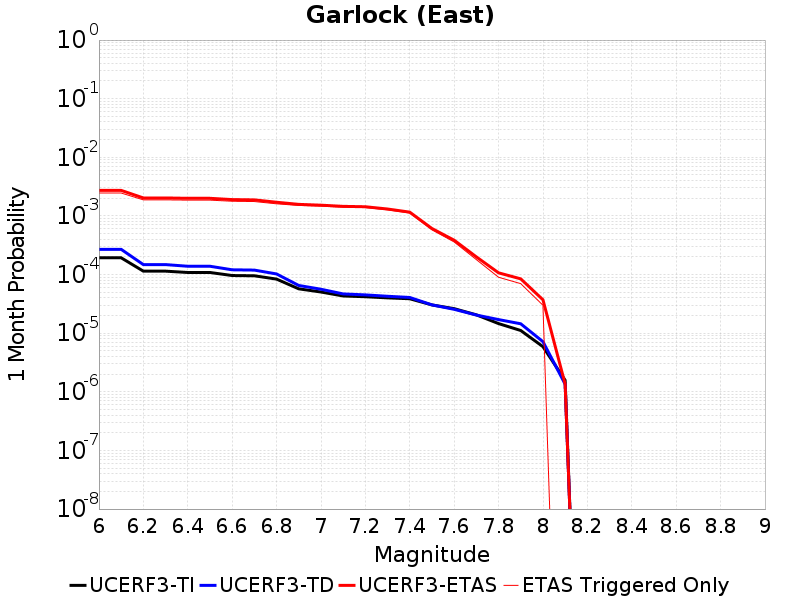 Garlock (East)
10^0
10^-1
10^-2
10^-3
10^-4
10^-5
10^-6
10^-7
10^-8
1 Month Probability
6 6.2 6.4 6.6 6.8 7 7.2 7.4 7.6 7.8 8 8.2 8.4 8.6 8.8 9
Magnitude
UCERF3-TI UCERF3-TD UCERF3-ETAS ETAS Triggered Only